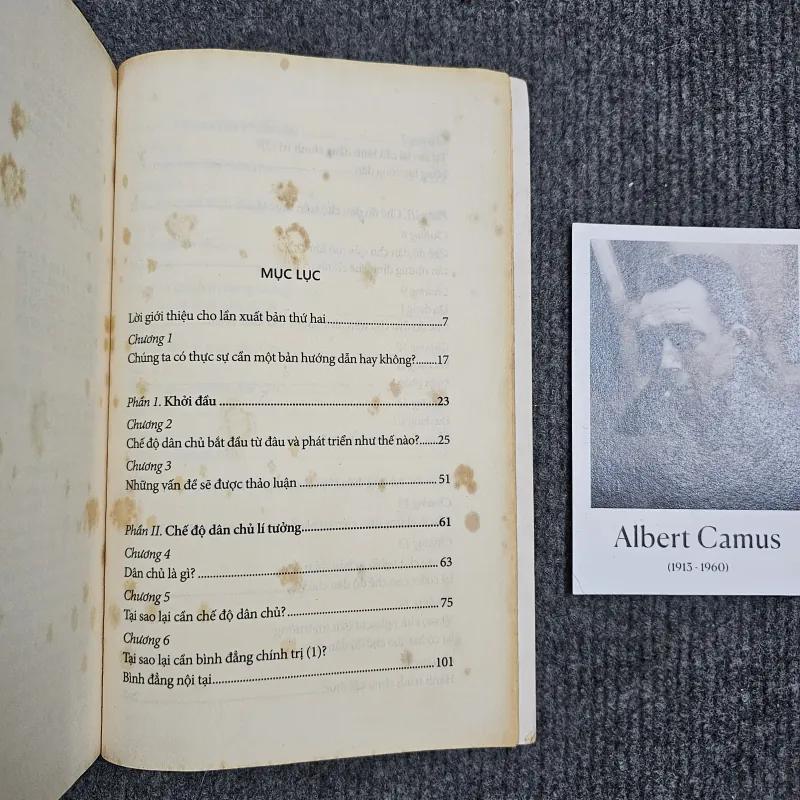 MỤC LỤC
Lời giới thiệu cho lần xuất bản thứ hai........................................7
Chương 1
Chúng ta có thực sự cần một bản hướng dẫn hay không?........17
Phần 1. Khởi đầu ..............................................................23
Chương 2
Chế độ dân chủ bắt đầu từ đâu và phát triển như thế nào?.......25
Chương 3
Những vấn đề sẽ được thảo luận ......................................51
Phần II. Chế độ dân chủ lí tưởng.......................................61
Chương 4
Dân chủ là gì?....................................................................63
Chương 5
Tại sao lại cần chế độ dân chủ?..........................................75
Chương 6
Tại sao lại cần bình đẳng chính trị (1)?
Bình đẳng nội tại..............................................................101
Albert Camus
(1913 - 1960)